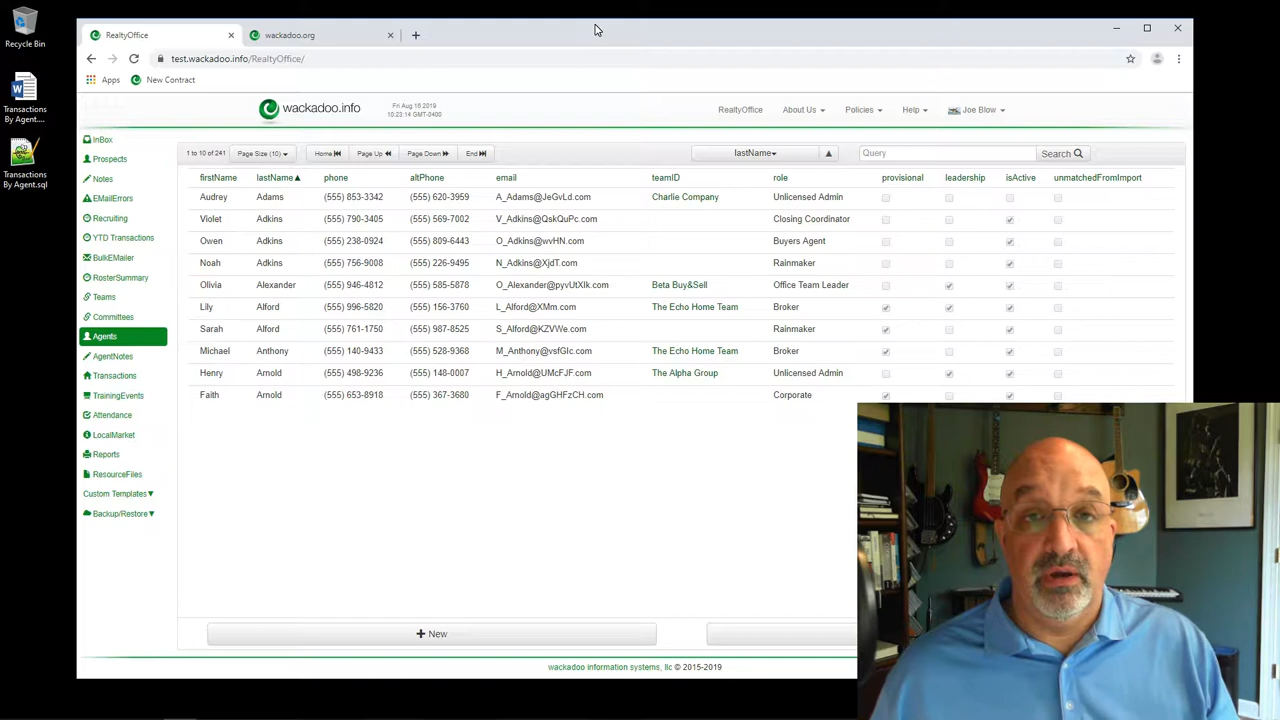 Recycle Bin
Transactions By Agent....
Transactions By Agent.sql
RealtyOffice
wackadoo.org
test.wackadoo.info/RealtyOffice/
Apps New Contract
wackadoo.info
Fri Aug 16 2019
10:23:14 GMT-0400
RealtyOffice About Us Policies Help Joe Blow
InBox
Prospects
Notes
EMailErrors
Recruiting
YTD Transactions
BulkEMailer
RosterSummary
Teams
Committees
Agents
AgentNotes
Transactions
TrainingEvents
Attendance
LocalMarket
Reports
ResourceFiles
Custom Templates
Backup/Restore
1 to 10 of 241 Page Size (10) Home Page Up Page Down End lastName Query Search
firstName lastName phone altPhone email teamID role provisional leadership isActive unmatchedFromImport
Audrey Adams (555) 853-3342 (555) 620-3959 A_Adams@JeGvLd.com Charlie Company Unlicensed Admin
Violet Adkins (555) 790-3405 (555) 569-7002 V_Adkins@QskQuPc.com Closing Coordinator
Owen Adkins (555) 238-0924 (555) 809-6443 O_Adkins@wvHN.com Buyers Agent
Noah Adkins (555) 756-9008 (555) 226-9495 N_Adkins@XjdT.com Rainmaker
Olivia Alexander (555) 946-4812 (555) 585-5878 O_Alexander@pyvUtXIk.com Beta Buy&Sell Office Team Leader
Lily Alford (555) 996-5820 (555) 156-3760 L_Alford@XMm.com The Echo Home Team Broker
Sarah Alford (555) 761-1750 (555) 987-8525 S_Alford@KZVWe.com Rainmaker
Michael Anthony (555) 140-9433 (555) 528-9368 M_Anthony@vsfGIc.com The Echo Home Team Broker
Henry Arnold (555) 498-9236 (555) 148-0007 H_Arnold@UMcFJF.com The Alpha Group Unlicensed Admin
Faith Arnold (555) 653-8918 (555) 367-3680 F_Arnold@agGHFzCH.com Corporate
New
wackadoo information systems, llc © 2015-2019